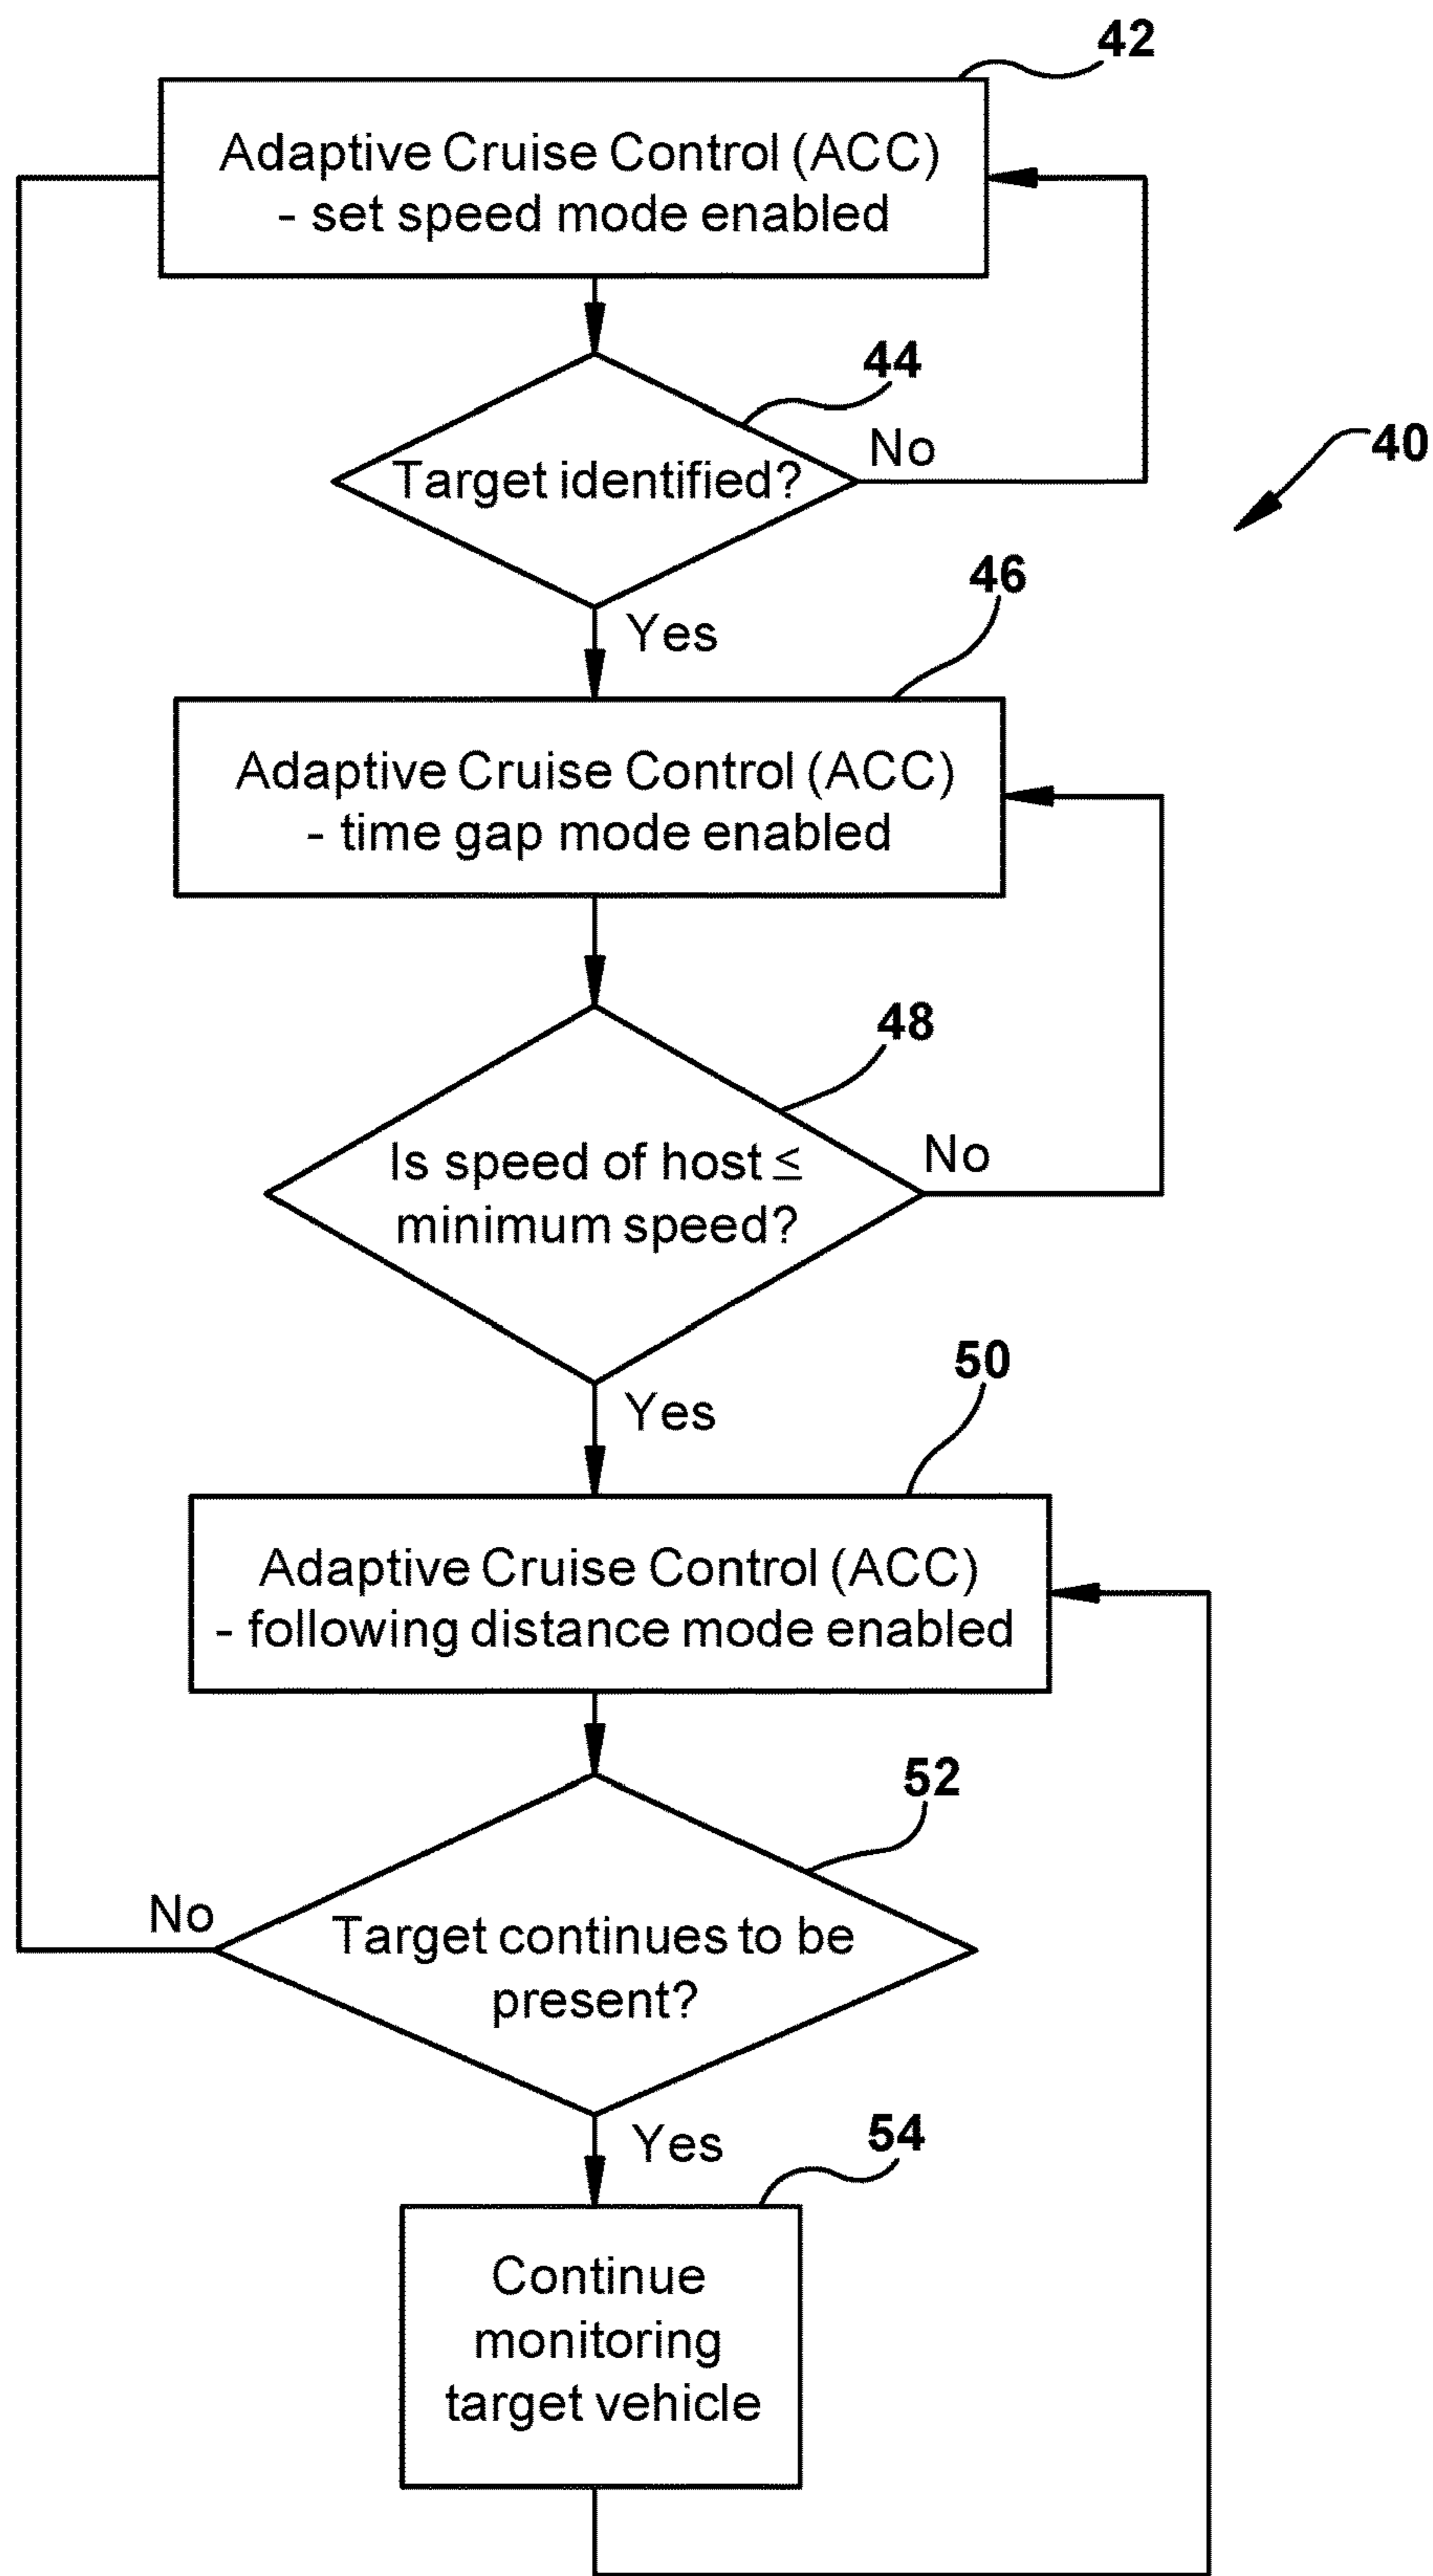 42
Adaptive Cruise Control (ACC)
- set speed mode enabled
44
Target identified?
No
40
Yes
46
Adaptive Cruise Control (ACC)
- time gap mode enabled
48
Is speed of host ≤
minimum speed?
No
Yes
50
Adaptive Cruise Control (ACC)
- following distance mode enabled
52
No
Target continues to be
present?
Yes
54
Continue
monitoring
target vehicle